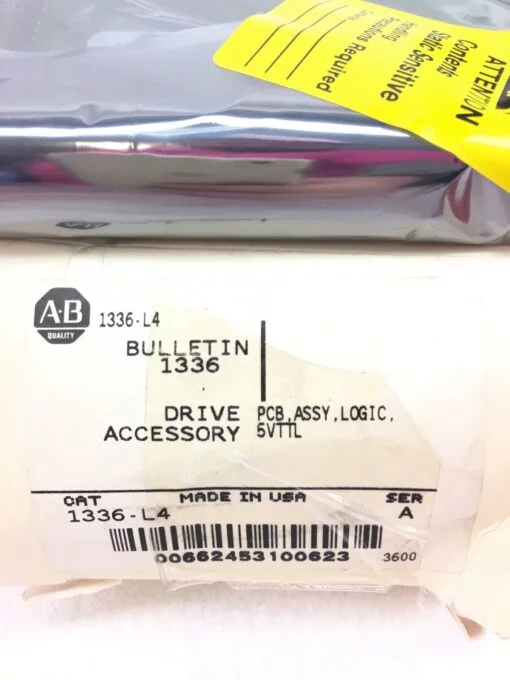 ATTENTION
Contents
Static Sensitive
Handling
Precautions Required
A-B
QUALITY
1336-L4
BULLETIN
1336
DRIVE PCB,ASSY,LOGIC,
ACCESSORY 5VTTL
CAT MADE IN USA SER
1336-L4 A
00662453100623 3600